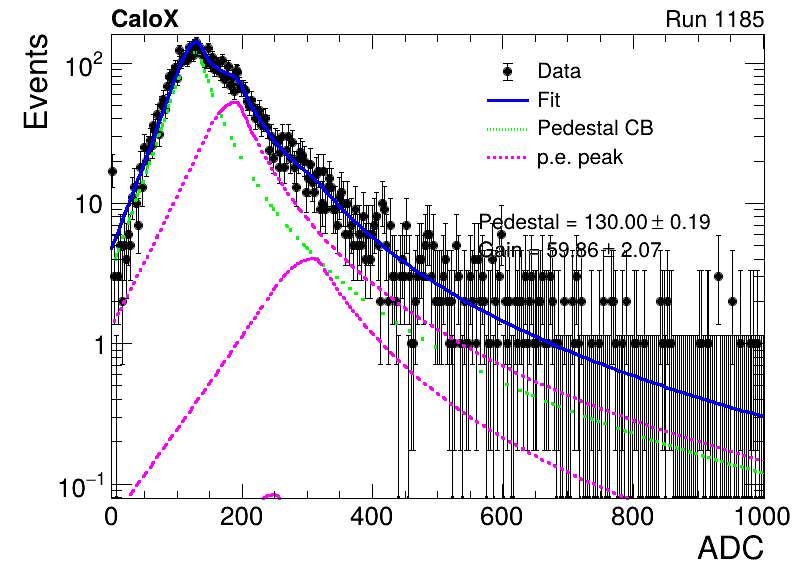 CaloX Run 1185
Events
10²
10
1
10⁻¹
Data
Fit
Pedestal CB
p.e. peak
Pedestal = 130.00 ± 0.19
Gain = 59.86 ± 2.07
0 200 400 600 800 1000
ADC